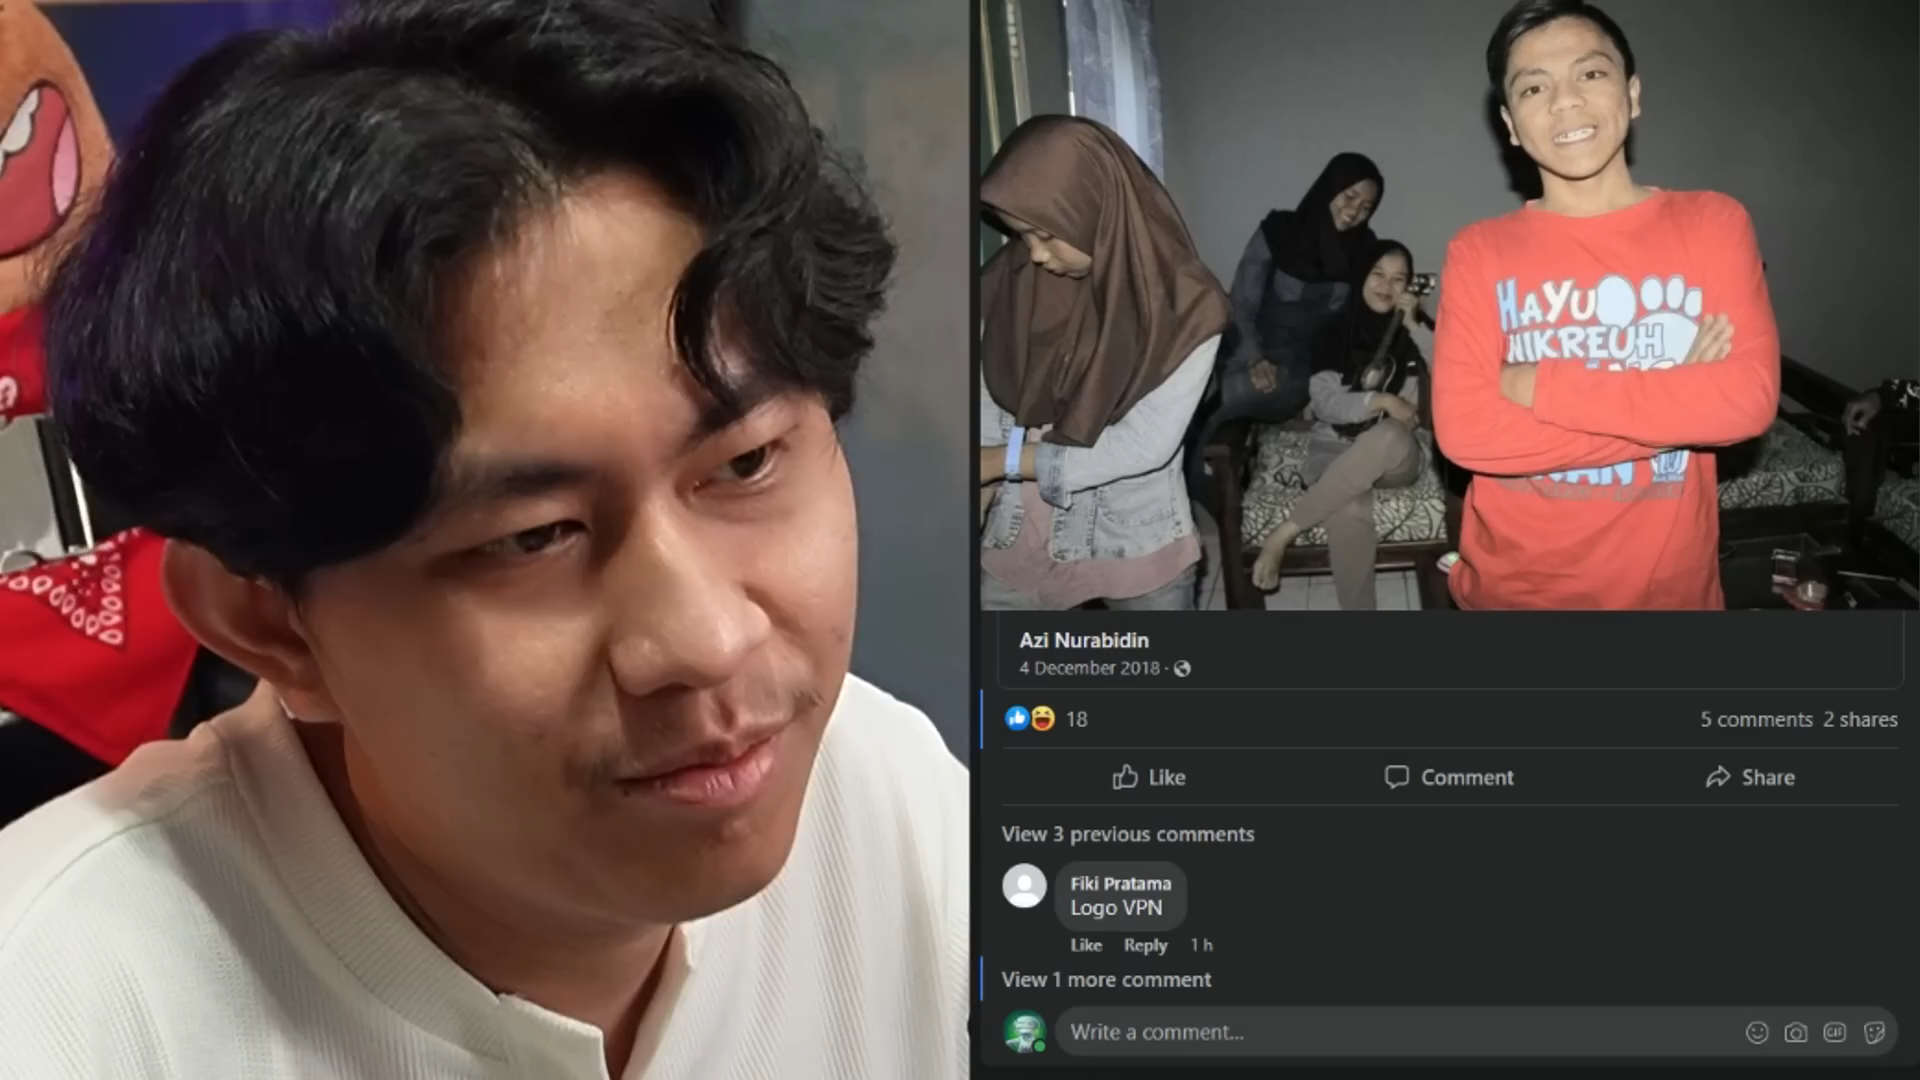 HAYU
NIKREUH
Azi Nurabidin
4 December 2018 ·
18
5 comments 2 shares
Like
Comment
Share
View 3 previous comments
Fiki Pratama
Logo VPN
Like Reply 1 h
View 1 more comment
Write a comment...
GIF